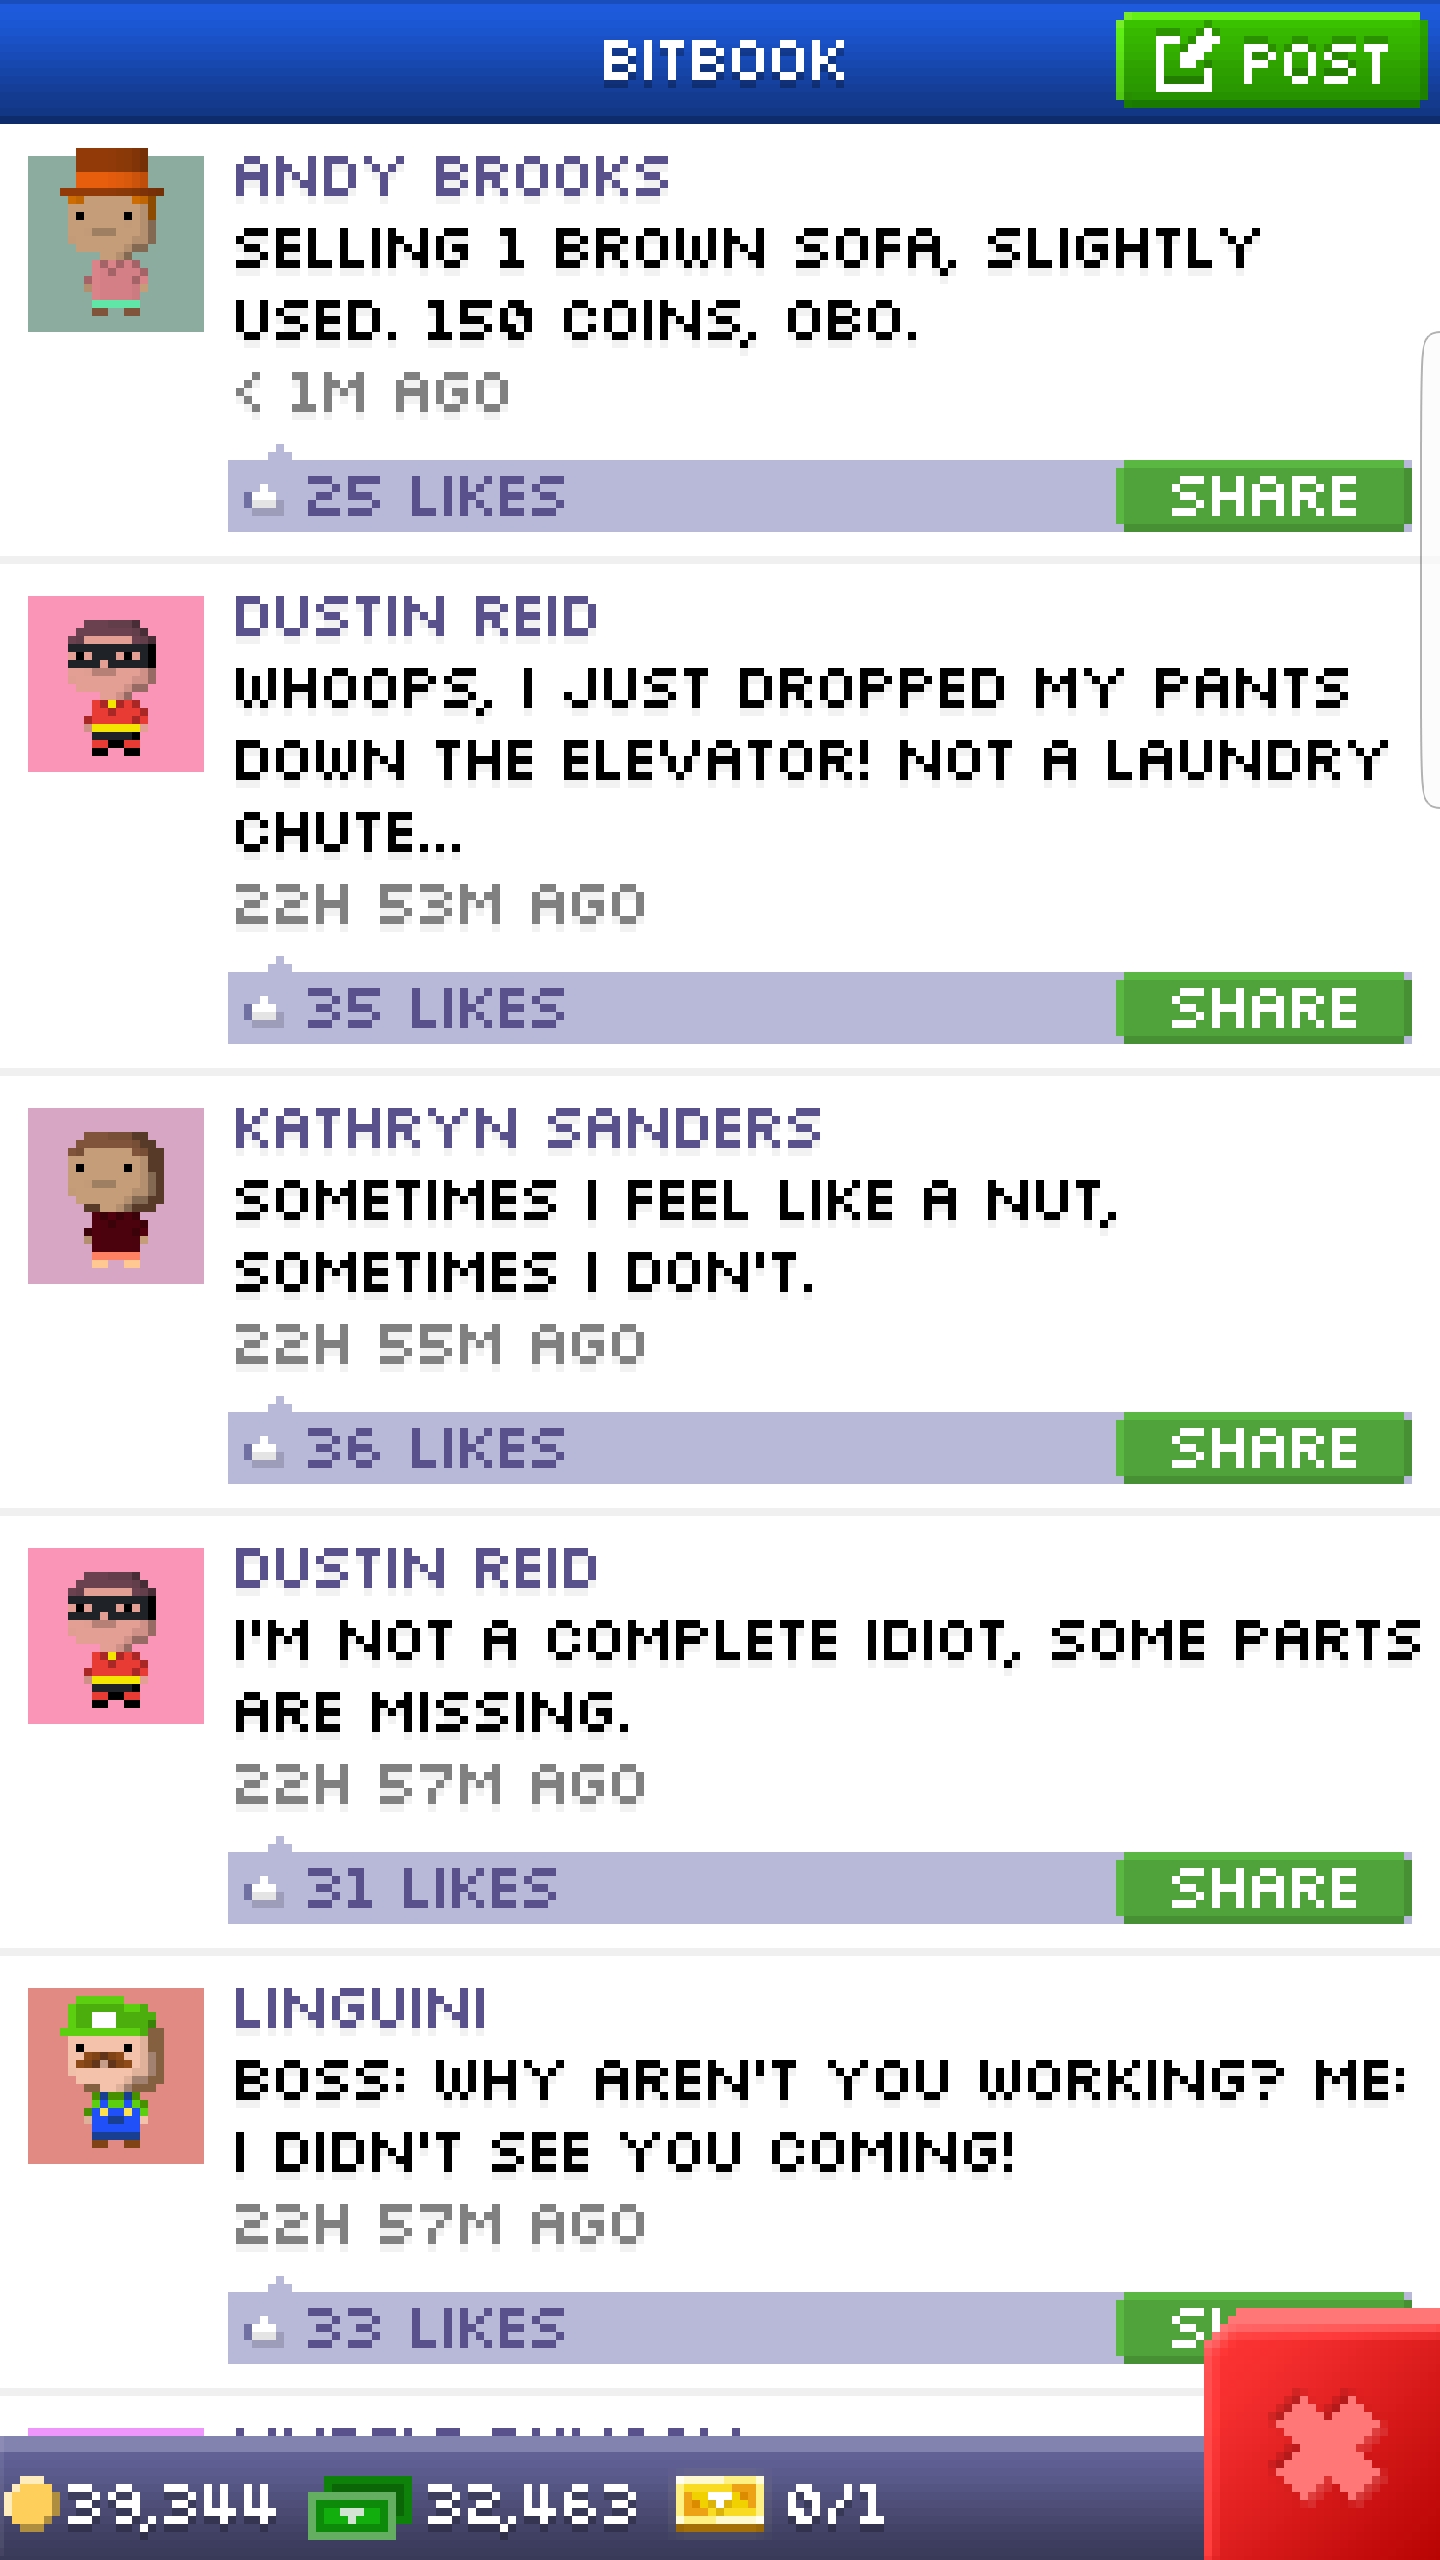 BITBOOK
POST
ANDY BROOKS
SELLING 1 BROWN SOFA, SLIGHTLY
USED. 150 COINS, OBO.
< 1M AGO
25 LIKES
SHARE
DUSTIN REID
WHOOPS, I JUST DROPPED MY PANTS
DOWN THE ELEVATOR! NOT A LAUNDRY
CHUTE...
22H 53M AGO
35 LIKES
SHARE
KATHRYN SANDERS
SOMETIMES I FEEL LIKE A NUT,
SOMETIMES I DON'T.
22H 55M AGO
36 LIKES
SHARE
DUSTIN REID
I'M NOT A COMPLETE IDIOT, SOME PARTS
ARE MISSING.
22H 57M AGO
31 LIKES
SHARE
LINGUINI
BOSS: WHY AREN'T YOU WORKING? ME:
I DIDN'T SEE YOU COMING!
22H 57M AGO
33 LIKES
39,344
32,463
0/1